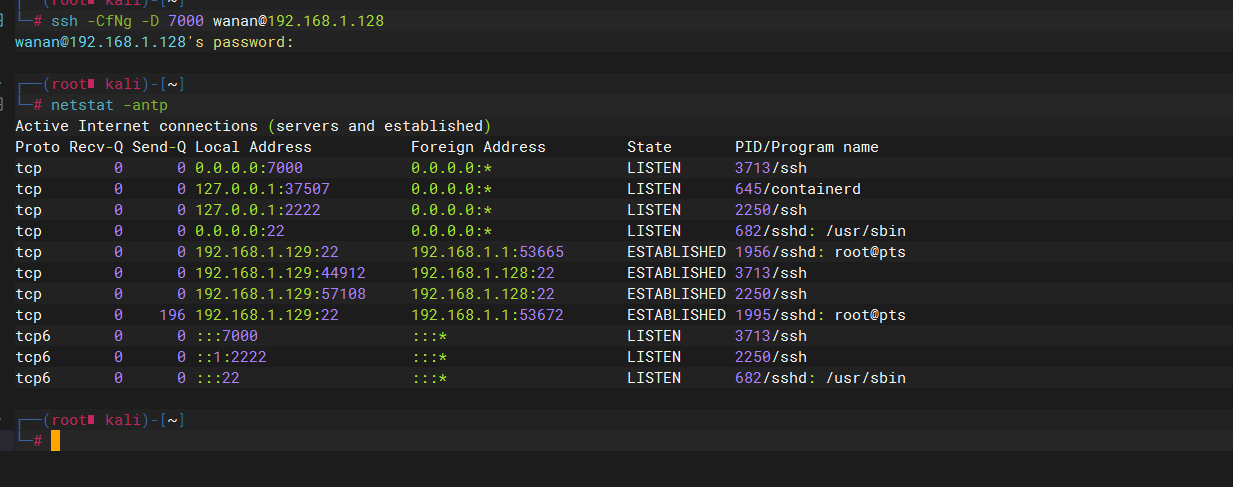 ┌──(root kali)-[~]
└─# ssh -CfNg -D 7000 wanan@192.168.1.128
wanan@192.168.1.128's password:
┌──(root kali)-[~]
└─# netstat -antp
Active Internet connections (servers and established)
Proto Recv-Q Send-Q Local Address Foreign Address State PID/Program name
tcp 0 0 0.0.0.0:7000 0.0.0.0:* LISTEN 3713/ssh
tcp 0 0 127.0.0.1:37507 0.0.0.0:* LISTEN 645/containerd
tcp 0 0 127.0.0.1:2222 0.0.0.0:* LISTEN 2250/ssh
tcp 0 0 0.0.0.0:22 0.0.0.0:* LISTEN 682/sshd: /usr/sbin
tcp 0 0 192.168.1.129:22 192.168.1.1:53665 ESTABLISHED 1956/sshd: root@pts
tcp 0 0 192.168.1.129:44912 192.168.1.128:22 ESTABLISHED 3713/ssh
tcp 0 0 192.168.1.129:57108 192.168.1.128:22 ESTABLISHED 2250/ssh
tcp 0 196 192.168.1.129:22 192.168.1.1:53672 ESTABLISHED 1995/sshd: root@pts
tcp6 0 0 :::7000 :::* LISTEN 3713/ssh
tcp6 0 0 ::1:2222 :::* LISTEN 2250/ssh
tcp6 0 0 :::22 :::* LISTEN 682/sshd: /usr/sbin
┌──(root kali)-[~]
└─#